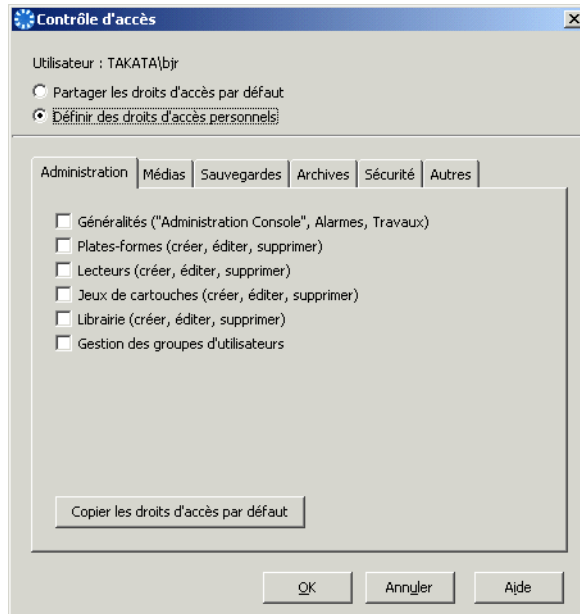 Contrôle d'accès
Utilisateur : TAKATA\bjr
Partager les droits d'accès par défaut
Définir des droits d'accès personnels
Administration Médias Sauvegardes Archives Sécurité Autres
Généralités ("Administration Console", Alarmes, Travaux)
Plates-formes (créer, éditer, supprimer)
Lecteurs (créer, éditer, supprimer)
Jeux de cartouches (créer, éditer, supprimer)
Librairie (créer, éditer, supprimer)
Gestion des groupes d'utilisateurs
Copier les droits d'accès par défaut
OK Annuler Aide